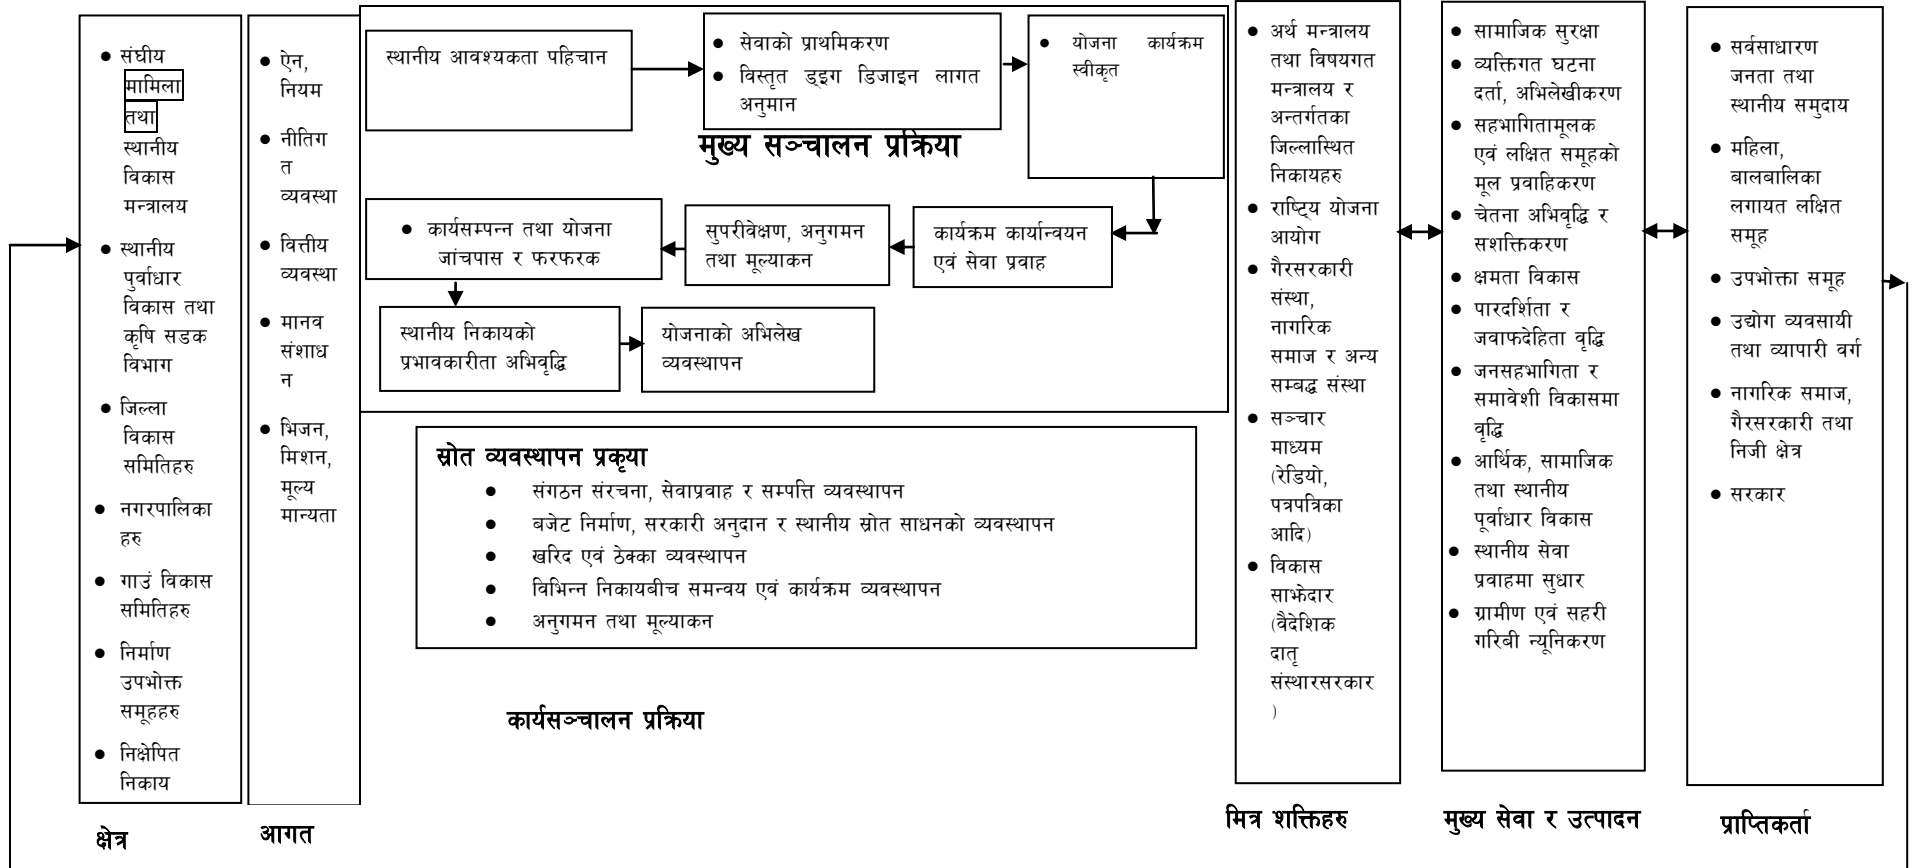 ● संघीय
मामिला
तथा
स्थानीय
विकास
मन्त्रालय
● स्थानीय
पुर्वाधार
विकास तथा
कृषि सडक
विभाग
● जिल्ला
विकास
समितिहरु
● नगरपालिका
हरु
● गाउं विकास
समितिहरु
● निर्माण
उपभोक्त
समूहहरु
● निक्षेपित
निकाय
क्षेत्र
● ऐन,
नियम
● नीतिग
त
व्यवस्था
● वित्तीय
व्यवस्था
● मानव
संशाध
न
● भिजन,
मिशन,
मूल्य
मान्यता
आगत
स्थानीय आवश्यकता पहिचान
● सेवाको प्राथमिकरण
● विस्तृत ड्इग डिजाइन लागत
अनुमान
● योजना कार्यक्रम
स्वीकृत
मुख्य सञ्चालन प्रक्रिया
● कार्यसम्पन्न तथा योजना
जांचपास र फरफरक
सुपरीवेक्षण, अनुगमन
तथा मूल्याकन
कार्यक्रम कार्यान्वयन
एवं सेवा प्रवाह
स्थानीय निकायको
प्रभावकारीता अभिवृद्धि
योजनाको अभिलेख
व्यवस्थापन
स्रोत व्यवस्थापन प्रकृया
● संगठन संरचना, सेवाप्रवाह र सम्पत्ति व्यवस्थापन
● बजेट निर्माण, सरकारी अनुदान र स्थानीय स्रोत साधनको व्यवस्थापन
● खरिद एवं ठेक्का व्यवस्थापन
● विभिन्न निकायबीच समन्वय एवं कार्यक्रम व्यवस्थापन
● अनुगमन तथा मूल्याकन
कार्यसञ्चालन प्रक्रिया
● अर्थ मन्त्रालय
तथा विषयगत
मन्त्रालय र
अन्तर्गतका
जिल्लास्थित
निकायहरु
● राष्टि्य योजना
आयोग
● गैरसरकारी
संस्था,
नागरिक
समाज र अन्य
सम्बद्ध संस्था
● सञ्चार
माध्यम
(रेडियो,
पत्रपत्रिका
आदि)
● विकास
साझेदार
(वैदेशिक
दातृ
संस्थारसरकार
)
मित्र शक्तिहरु
● सामाजिक सुरक्षा
● व्यक्तिगत घटना
दर्ता, अभिलेखीकरण
● सहभागितामूलक
एवं लक्षित समूहको
मूल प्रवाहिकरण
● चेतना अभिवृद्धि र
सशक्तिकरण
● क्षमता विकास
● पारदर्शिता र
जवाफदेहिता वृद्धि
● जनसहभागिता र
समावेशी विकासमा
वृद्धि
● आर्थिक, सामाजिक
तथा स्थानीय
पूर्वाधार विकास
● स्थानीय सेवा
प्रवाहमा सुधार
● ग्रामीण एवं सहरी
गरिबी न्यूनिकरण
मुख्य सेवा र उत्पादन
● सर्वसाधारण
जनता तथा
स्थानीय समुदाय
● महिला,
बालबालिका
लगायत लक्षित
समूह
● उपभोक्ता समूह
● उद्योग व्यवसायी
तथा व्यापारी वर्ग
● नागरिक समाज,
गैरसरकारी तथा
निजी क्षेत्र
● सरकार
प्राप्तिकर्ता